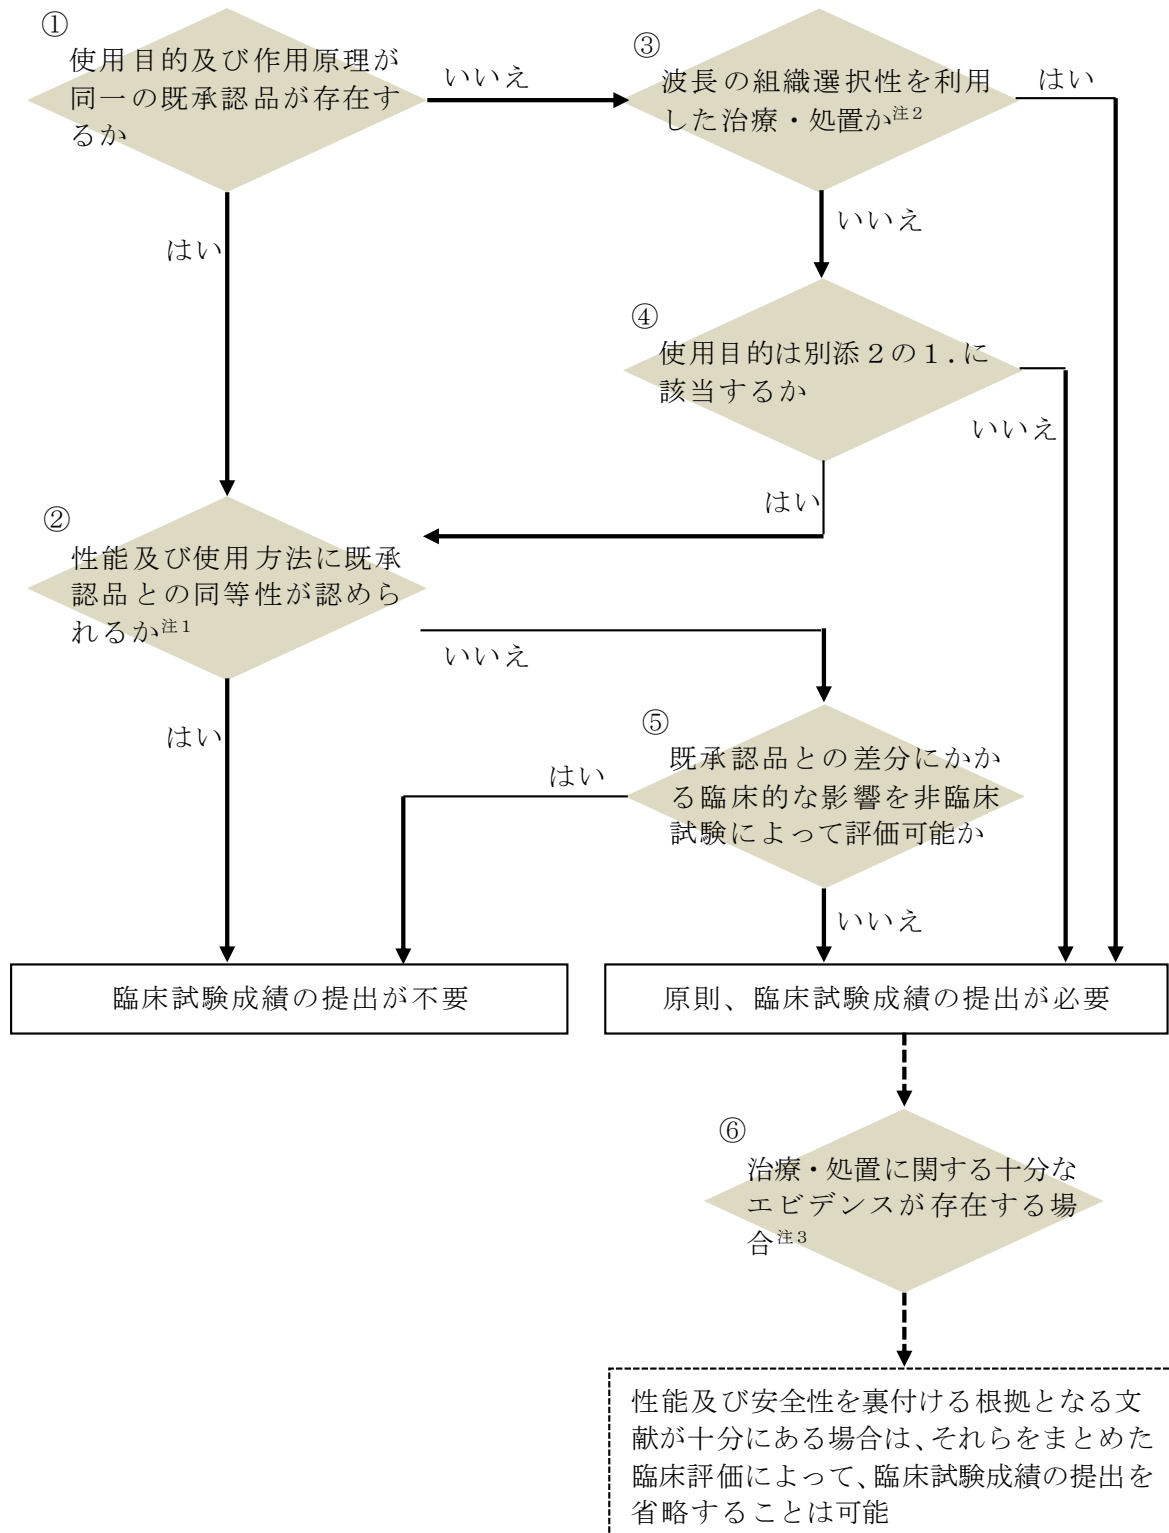 ①
使用目的及び作用原理が
同一の既承認品が存在す
るか
いいえ
③
波長の組織選択性を利用
した治療・処置か注2
はい
はい
いいえ
④
使用目的は別添２の１.に
該当するか
いいえ
はい
②
性能及び使用方法に既承
認品との同等性が認めら
れるか注1
いいえ
はい
⑤
既承認品との差分にかか
る臨床的な影響を非臨床
試験によって評価可能か
はい
いいえ
臨床試験成績の提出が不要
原則、臨床試験成績の提出が必要
⑥
治療・処置に関する十分な
エビデンスが存在する場
合注3
性能及び安全性を裏付ける根拠となる文
献が十分にある場合は、それらをまとめた
臨床評価によって、臨床試験成績の提出を
省略することは可能